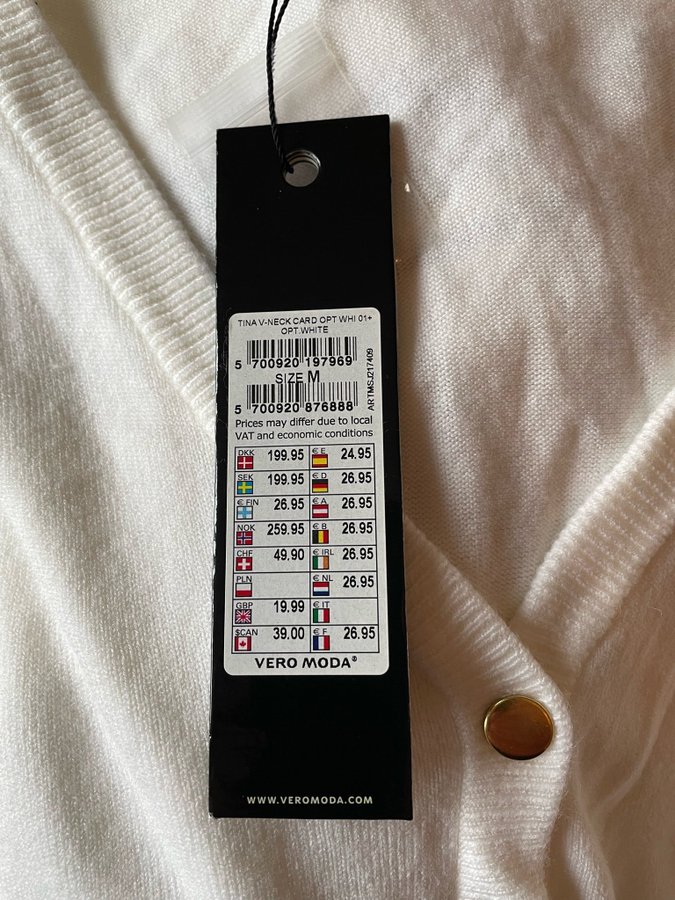 TINA V-NECK CARD OPT WHI 01+
OPT.WHITE
5 700920 197969
SIZE M
5 700920 876888
ARTMSJ217409
Prices may differ due to local
VAT and economic conditions
DKK 199.95 € E 24.95
SEK 199.95 € D 26.95
€ FIN 26.95 € A 26.95
NOK 259.95 € B 26.95
CHF 49.90 € IRL 26.95
PLN € NL 26.95
GBP 19.99 € IT
$CAN 39.00 € F 26.95
VERO MODA®
WWW.VEROMODA.COM